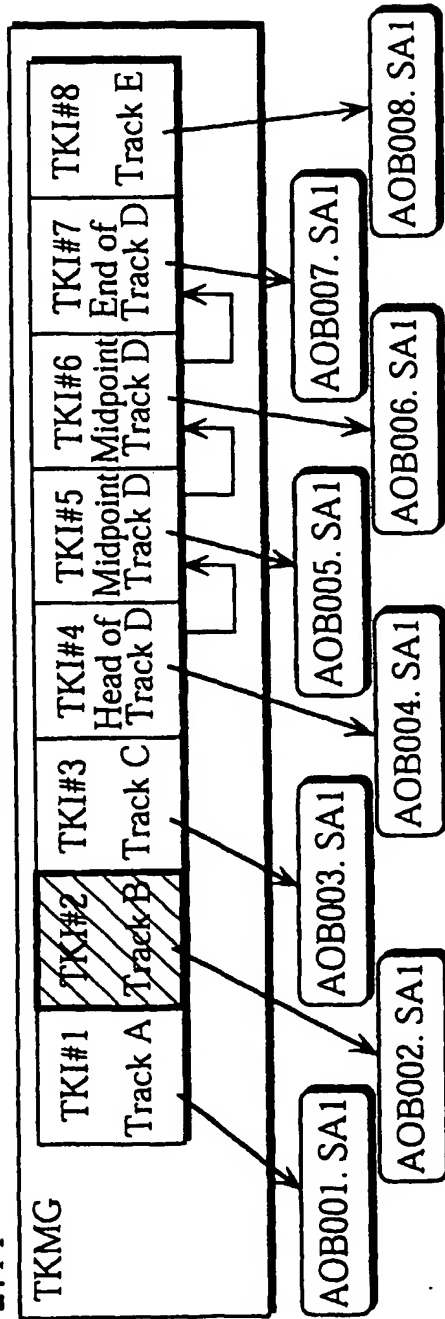 TKMG
TKI#1
Track A
TKI#2
Track B
TKI#3
Track C
TKI#4
Head of
Track D
TKI#5
Midpoint
Track D
TKI#6
Midpoint
Track D
TKI#7
End of
Track D
TKI#8
Track E
AOB001. SA1
AOB002. SA1
AOB003. SA1
AOB004. SA1
AOB005. SA1
AOB006. SA1
AOB007. SA1
AOB008. SA1